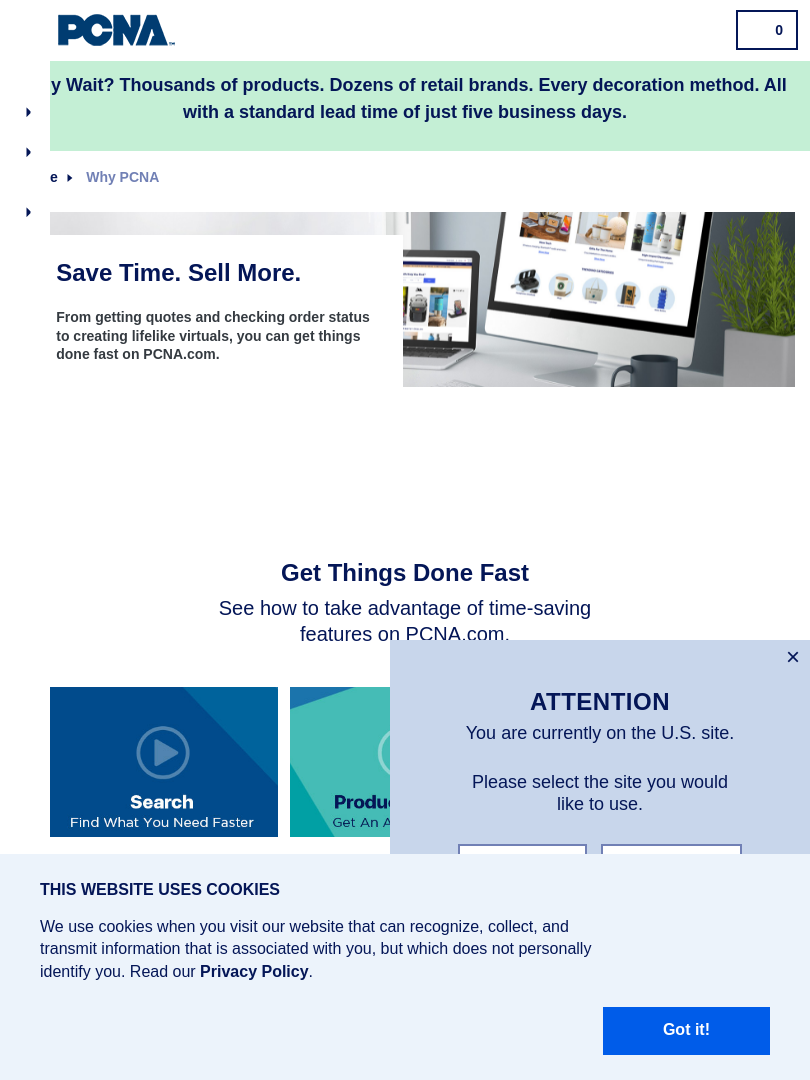 PCNA
0
y Wait? Thousands of products. Dozens of retail brands. Every decoration method. All
with a standard lead time of just five business days.
e
Why PCNA
Save Time. Sell More.
From getting quotes and checking order status
to creating lifelike virtuals, you can get things
done fast on PCNA.com.
Get Things Done Fast
See how to take advantage of time-saving
features on PCNA.com.
Search
Find What You Need Faster
Produ
Get An A
×
ATTENTION
You are currently on the U.S. site.
Please select the site you would
like to use.
THIS WEBSITE USES COOKIES
We use cookies when you visit our website that can recognize, collect, and
transmit information that is associated with you, but which does not personally
identify you. Read our Privacy Policy.
Got it!